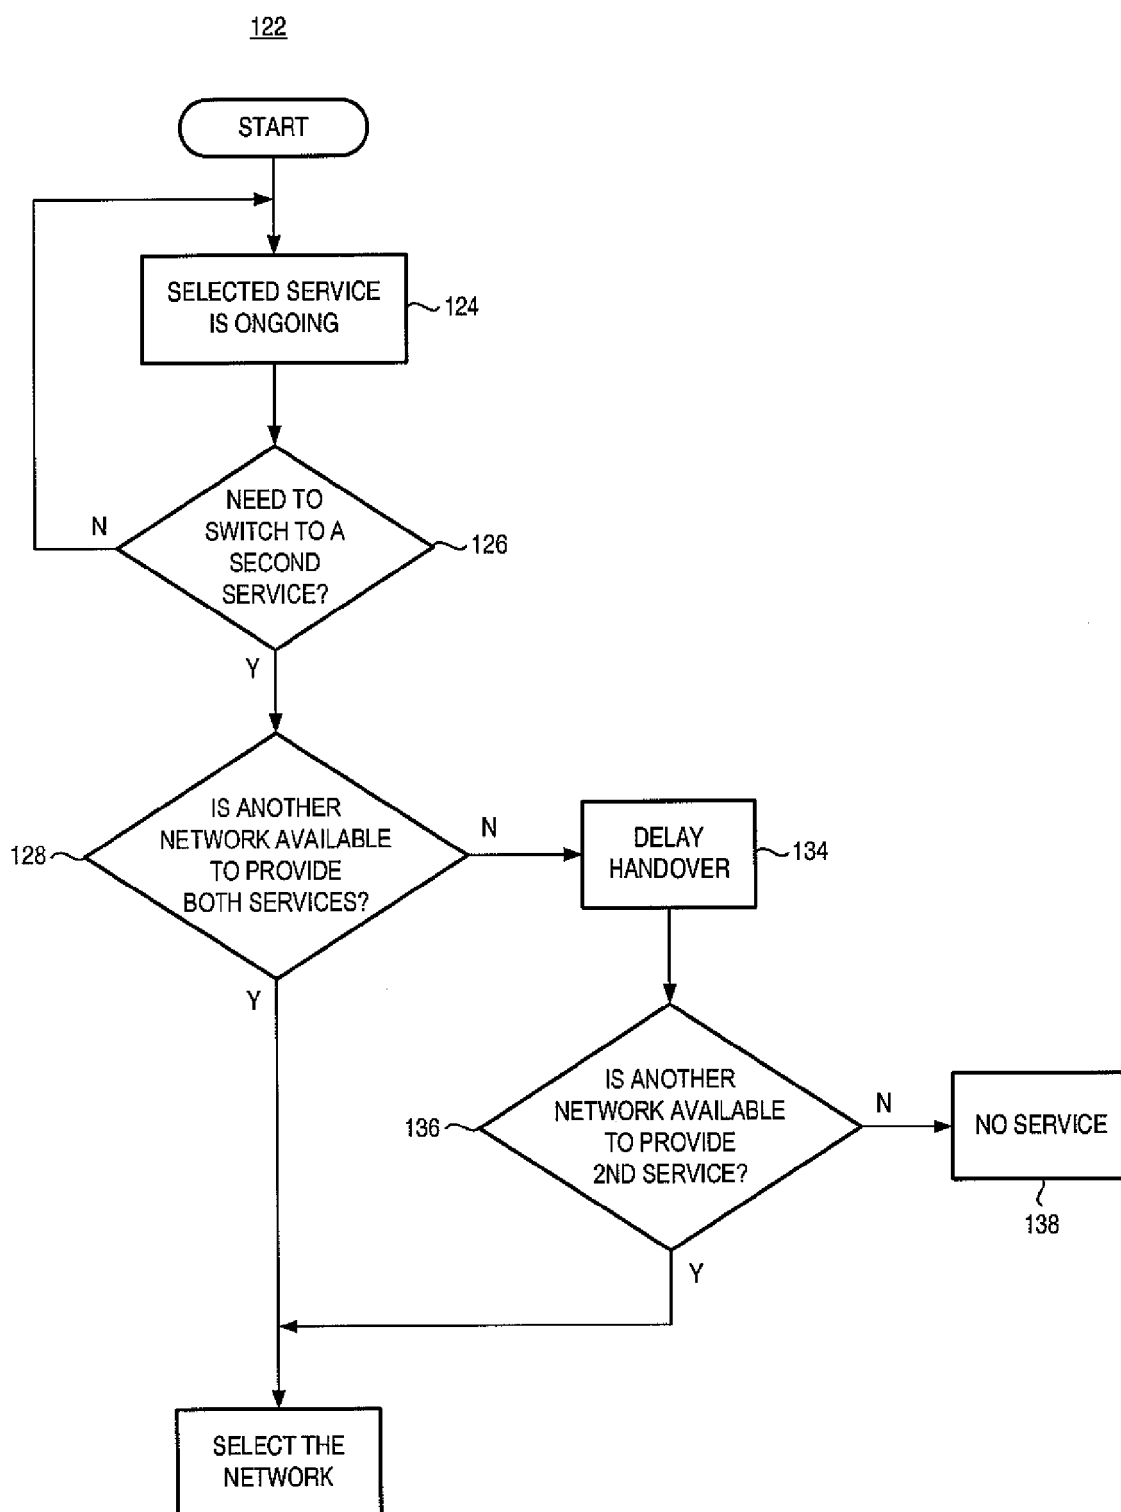 122
START
SELECTED SERVICE
IS ONGOING
124
NEED TO
SWITCH TO A
SECOND
SERVICE?
N
126
Y
IS ANOTHER
NETWORK AVAILABLE
TO PROVIDE
BOTH SERVICES?
128
N
DELAY
HANDOVER
134
Y
IS ANOTHER
NETWORK AVAILABLE
TO PROVIDE
2ND SERVICE?
136
N
NO SERVICE
138
Y
SELECT THE
NETWORK